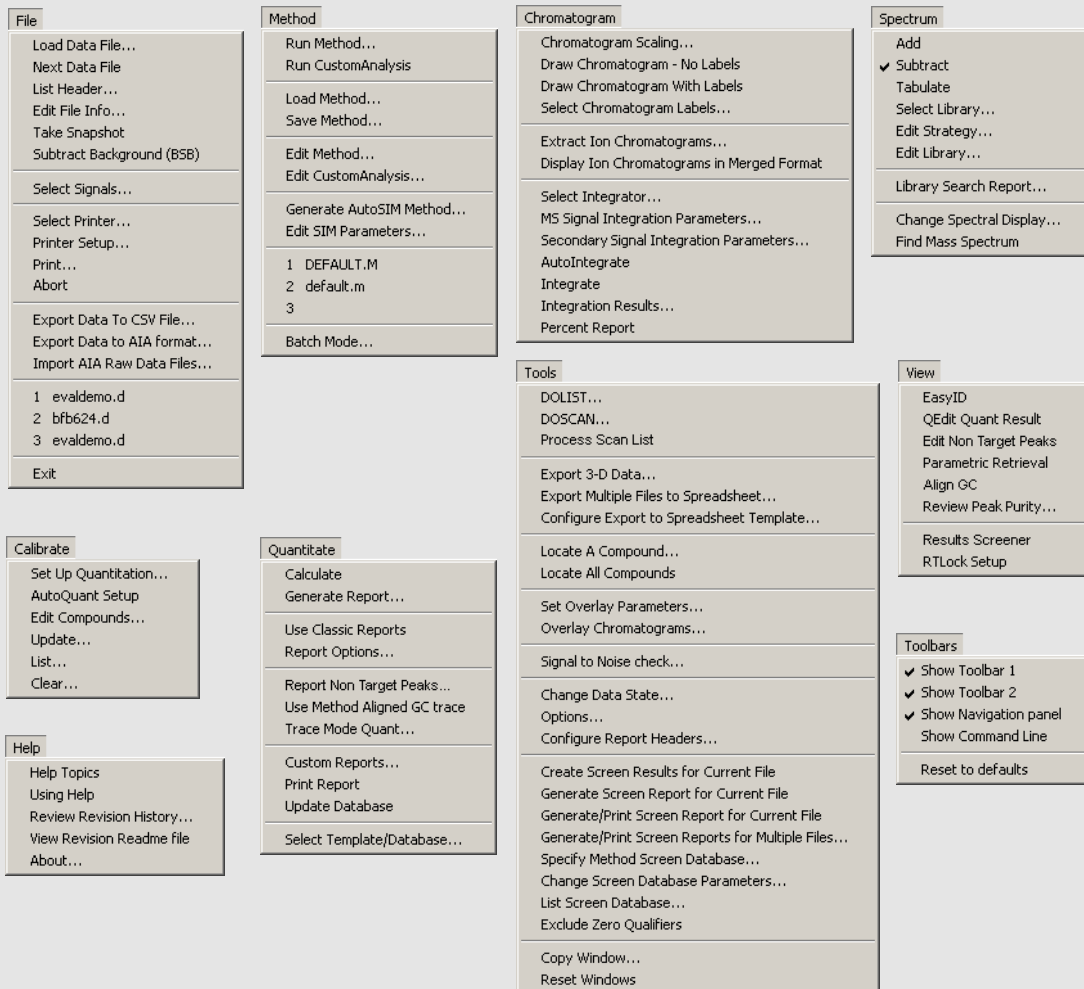 File
Load Data File...
Next Data File
List Header...
Edit File Info...
Take Snapshot
Subtract Background (BSB)
Select Signals...
Select Printer...
Printer Setup...
Print...
Abort
Export Data To CSV File...
Export Data to AIA format...
Import AIA Raw Data Files...
1 evaldemo.d
2 bfb624.d
3 evaldemo.d
Exit
Method
Run Method...
Run CustomAnalysis
Load Method...
Save Method...
Edit Method...
Edit CustomAnalysis...
Generate AutoSIM Method...
Edit SIM Parameters...
1 DEFAULT.M
2 default.m
3
Batch Mode...
Chromatogram
Chromatogram Scaling...
Draw Chromatogram - No Labels
Draw Chromatogram With Labels
Select Chromatogram Labels...
Extract Ion Chromatograms...
Display Ion Chromatograms in Merged Format
Select Integrator...
MS Signal Integration Parameters...
Secondary Signal Integration Parameters...
AutoIntegrate
Integrate
Integration Results...
Percent Report
Spectrum
Add
✔ Subtract
Tabulate
Select Library...
Edit Strategy...
Edit Library...
Library Search Report...
Change Spectral Display...
Find Mass Spectrum
Calibrate
Set Up Quantitation...
AutoQuant Setup
Edit Compounds...
Update...
List...
Clear...
Help
Help Topics
Using Help
Review Revision History...
View Revision Readme file
About...
Quantitate
Calculate
Generate Report...
Use Classic Reports
Report Options...
Report Non Target Peaks...
Use Method Aligned GC trace
Trace Mode Quant...
Custom Reports...
Print Report
Update Database
Select Template/Database...
Tools
DOLIST...
DOSCAN...
Process Scan List
Export 3-D Data...
Export Multiple Files to Spreadsheet...
Configure Export to Spreadsheet Template...
Locate A Compound...
Locate All Compounds
Set Overlay Parameters...
Overlay Chromatograms...
Signal to Noise check...
Change Data State...
Options...
Configure Report Headers...
Create Screen Results for Current File
Generate Screen Report for Current File
Generate/Print Screen Report for Current File
Generate/Print Screen Reports for Multiple Files...
Specify Method Screen Database...
Change Screen Database Parameters...
List Screen Database...
Exclude Zero Qualifiers
Copy Window...
Reset Windows
View
EasyID
QEdit Quant Result
Edit Non Target Peaks
Parametric Retrieval
Align GC
Review Peak Purity...
Results Screener
RTLock Setup
Toolbars
✔ Show Toolbar 1
✔ Show Toolbar 2
✔ Show Navigation panel
Show Command Line
Reset to defaults